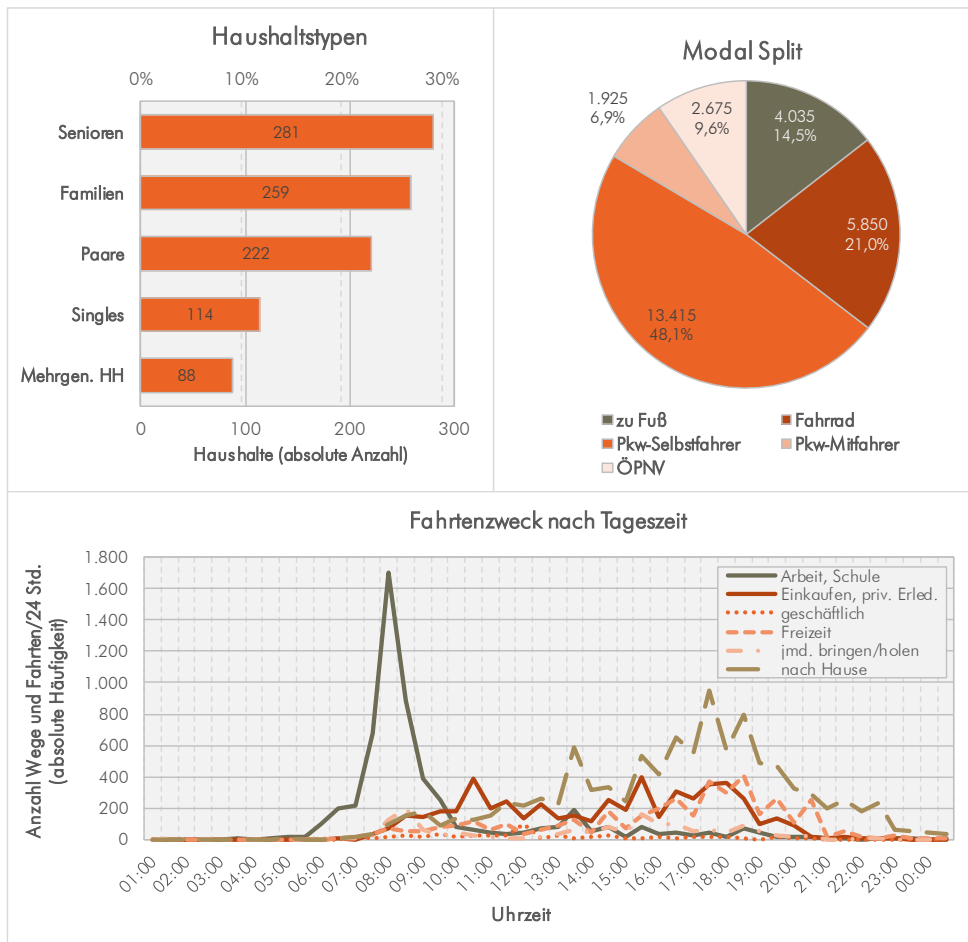 Haushaltstypen
0% 10% 20% 30%
Senioren 281
Familien 259
Paare 222
Singles 114
Mehrgen. HH 88
0 100 200 300
Haushalte (absolute Anzahl)
Modal Split
1.925
6,9%
2.675
9,6%
4.035
14,5%
5.850
21,0%
13.415
48,1%
zu Fuß Fahrrad
Pkw-Selbstfahrer Pkw-Mitfahrer
ÖPNV
Fahrtenzweck nach Tageszeit
Anzahl Wege und Fahrten/24 Std.
(absolute Häufigkeit)
1.800
1.600
1.400
1.200
1.000
800
600
400
200
0
Arbeit, Schule
Einkaufen, priv. Erled.
geschäftlich
Freizeit
jmd. bringen/holen
nach Hause
01:00 02:00 03:00 04:00 05:00 06:00 07:00 08:00 09:00 10:00 11:00 12:00 13:00 14:00 15:00 16:00 17:00 18:00 19:00 20:00 21:00 22:00 23:00 00:00
Uhrzeit